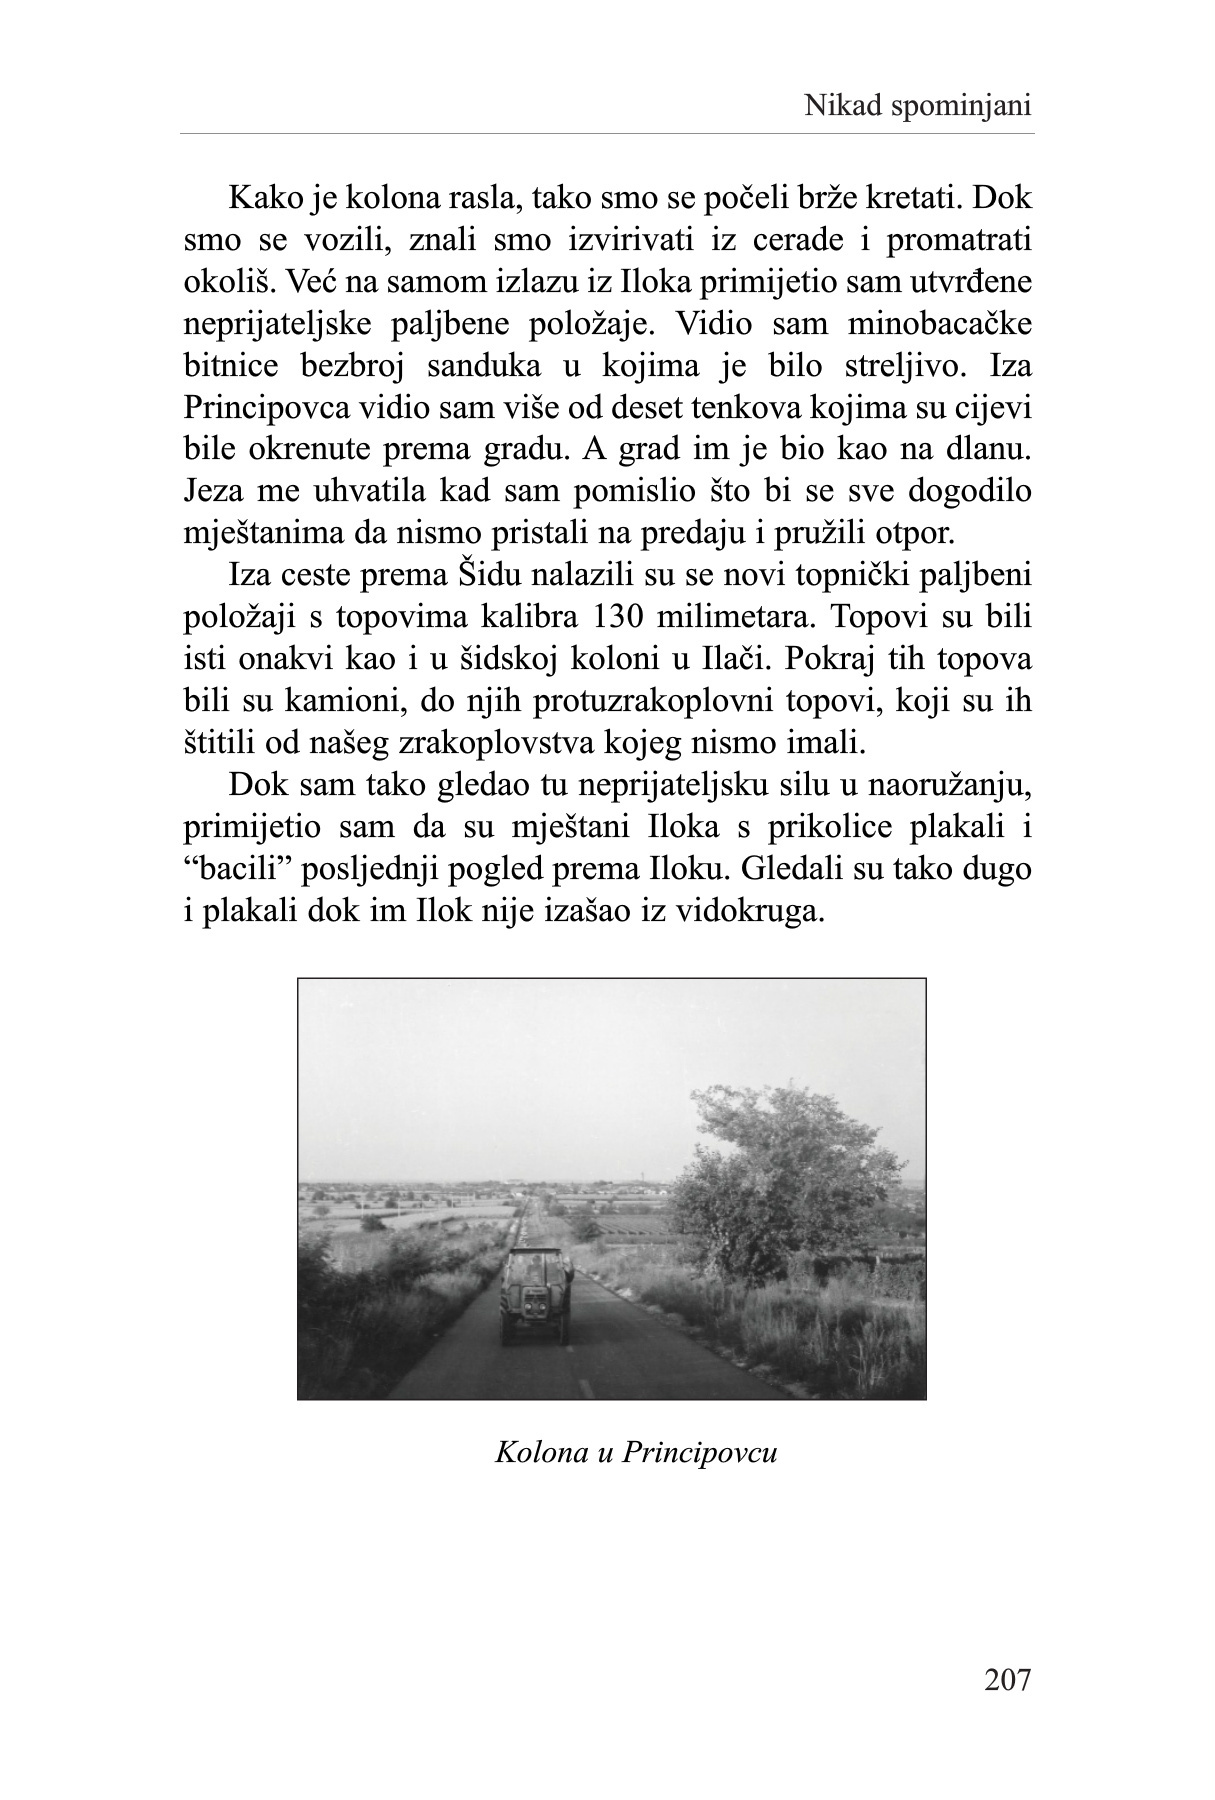 Nikad spominjani
Kako je kolona rasla, tako smo se počeli brže kretati. Dok
smo se vozili, znali smo izvirivati iz cerade i promatrati
okoliš. Već na samom izlazu iz Iloka primijetio sam utvrđene
neprijateljske paljbene položaje. Vidio sam minobacačke
bitnice bezbroj sanduka u kojima je bilo streljivo. Iza
Principovca vidio sam više od deset tenkova kojima su cijevi
bile okrenute prema gradu. A grad im je bio kao na dlanu.
Jeza me uhvatila kad sam pomislio što bi se sve dogodilo
mještanima da nismo pristali na predaju i pružili otpor.
Iza ceste prema Šidu nalazili su se novi topnički paljbeni
položaji s topovima kalibra 130 milimetara. Topovi su bili
isti onakvi kao i u šidskoj koloni u Ilači. Pokraj tih topova
bili su kamioni, do njih protuzrakoplovni topovi, koji su ih
štitili od našeg zrakoplovstva kojeg nismo imali.
Dok sam tako gledao tu neprijateljsku silu u naoružanju,
primijetio sam da su mještani Iloka s prikolice plakali i
“bacili” posljednji pogled prema Iloku. Gledali su tako dugo
i plakali dok im Ilok nije izašao iz vidokruga.
Kolona u Principovcu
207